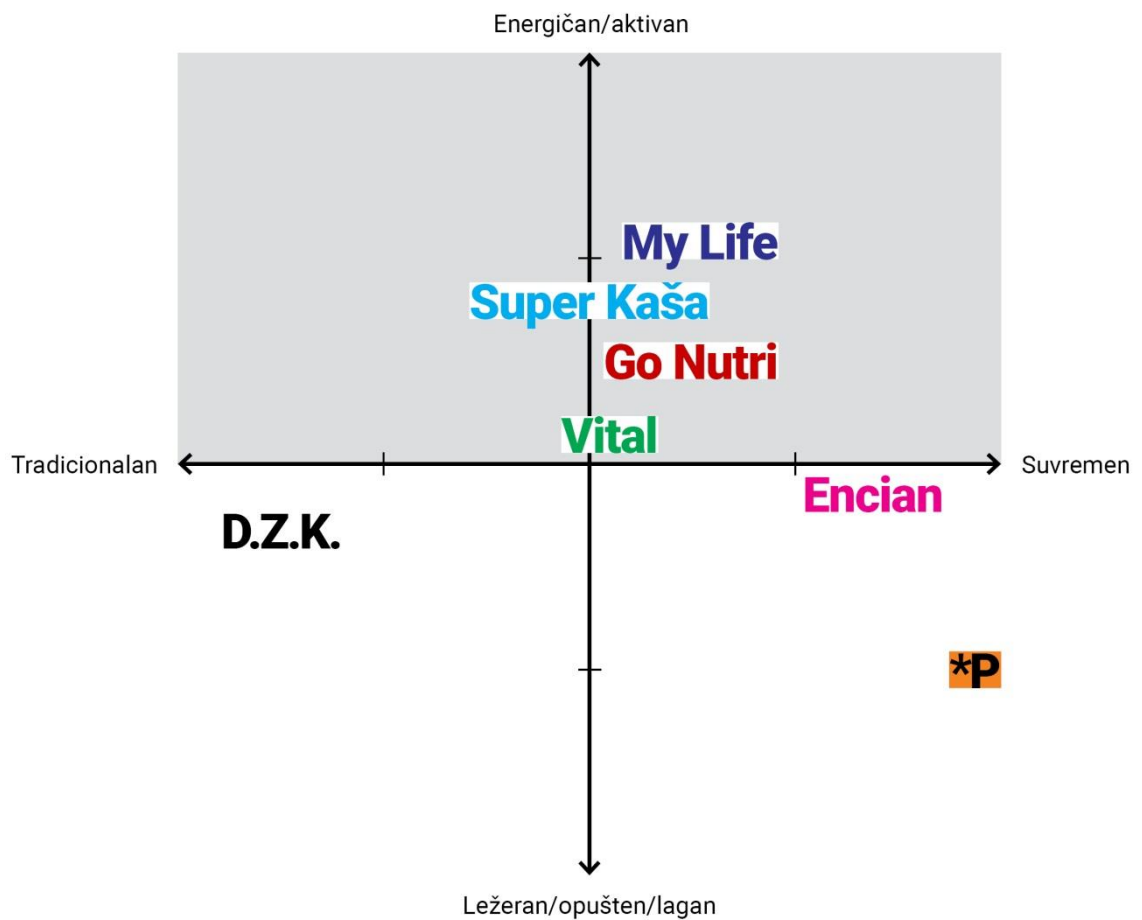 Energičan/aktivan
My Life
Super Kaša
Go Nutri
Vital
Tradicionalan
Suvremen
Encian
D.Z.K.
*P
Ležeran/opušten/lagan